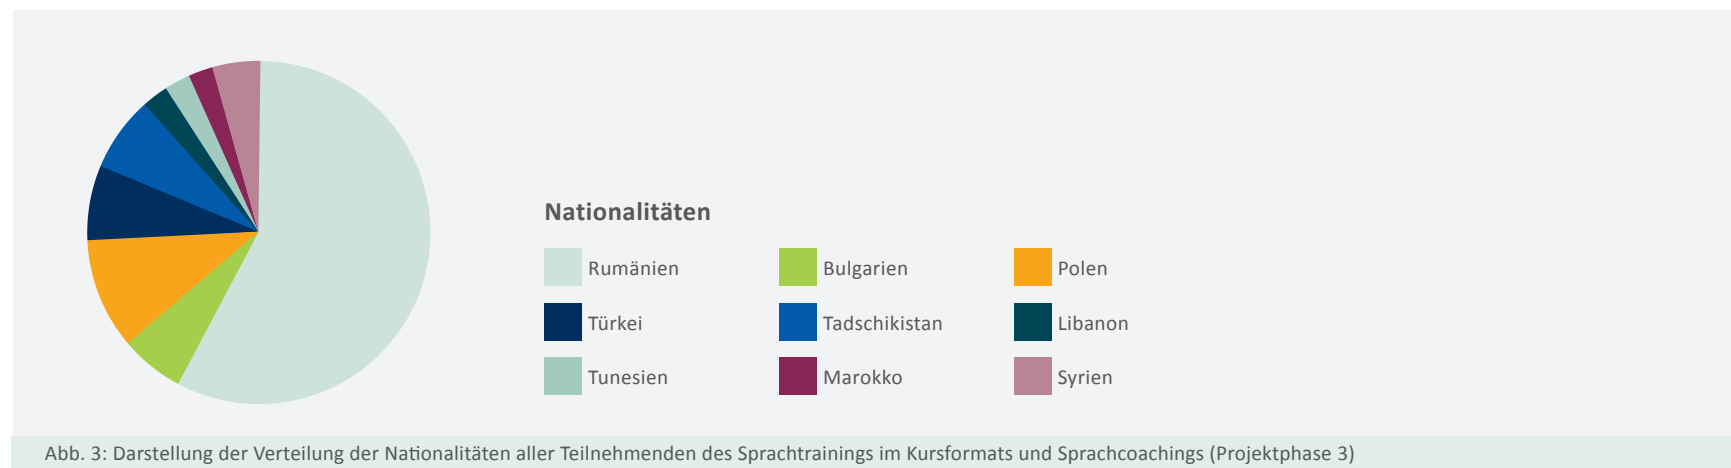 Nationalitäten
Rumänien
Bulgarien
Polen
Türkei
Tadschikistan
Libanon
Tunesien
Marokko
Syrien
Abb. 3: Darstellung der Verteilung der Nationalitäten aller Teilnehmenden des Sprachtrainings im Kursformats und Sprachcoachings (Projektphase 3)